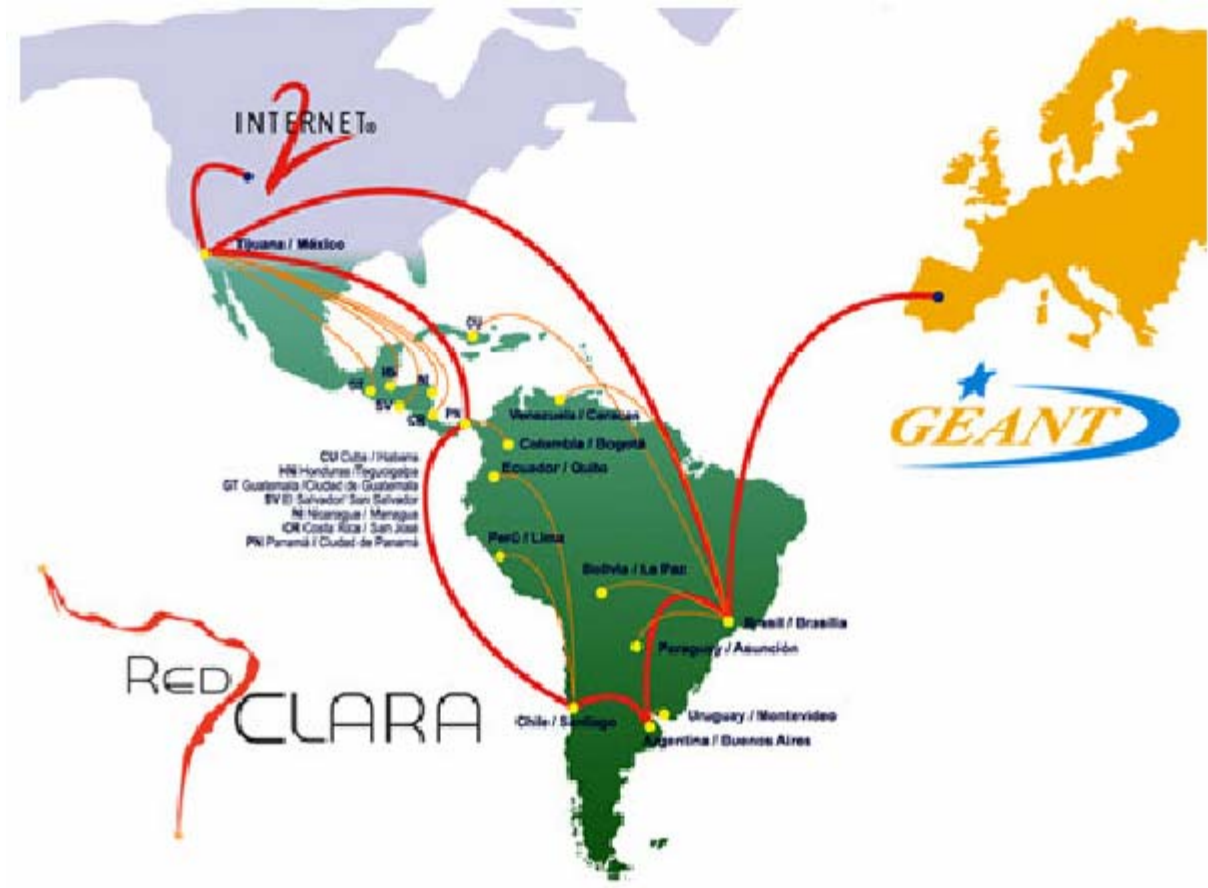 INTERNET®
2
Tijuana / México
CU
GT
HN
NI
SV
CR
PN
Venezuela / Caracas
Colombia / Bogotá
Ecuador / Quito
CU Cuba / Habana
HN Honduras /Tegucigalpa
GT Guatemala /Ciudad de Guatemala
SV El Salvador/ San Salvador
NI Nicaragua / Managua
CR Costa Rica / San José
PN Panamá / Ciudad de Panamá
Perú / Lima
Bolivia / La Paz
Brasil / Brasilia
Paraguay / Asunción
Chile / Santiago
Uruguay / Montevideo
Argentina / Buenos Aires
GEANT
RED
CLARA